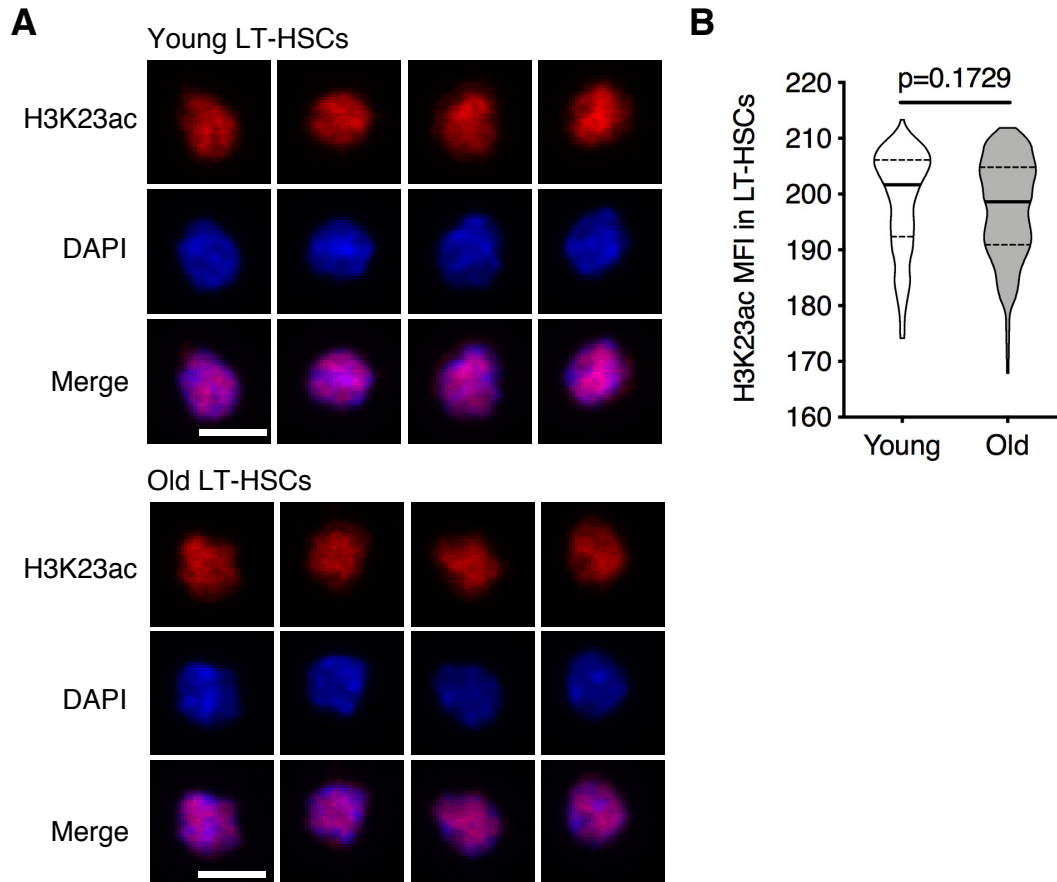 A
Young LT-HSCs
H3K23ac
DAPI
Merge
Old LT-HSCs
H3K23ac
DAPI
Merge
B
p=0.1729
H3K23ac MFI in LT-HSCs
220
210
200
190
180
170
160
Young
Old